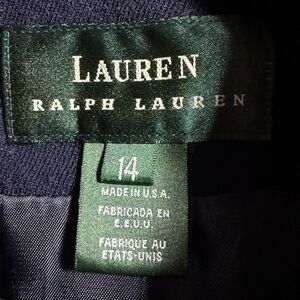 LAUREN
RALPH LAUREN
14
MADE IN U.S.A.
FABRICADA EN
E.E.U.U.
FABRIQUE AU
ETATS-UNIS